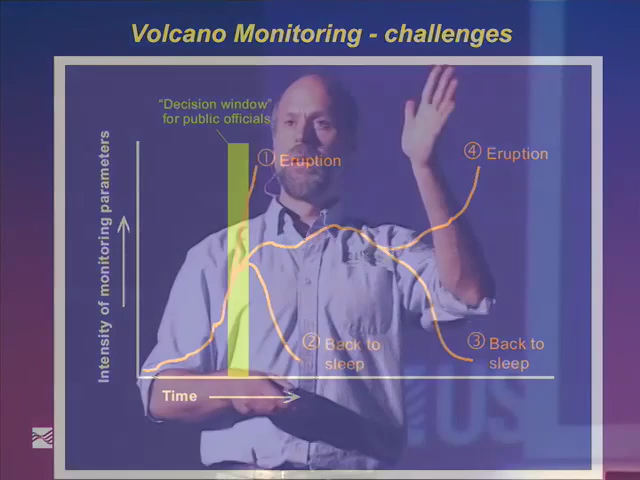 Volcano Monitoring - challenges
"Decision window"
for public officials
① Eruption
④ Eruption
Intensity of monitoring parameters
② Back to
sleep
③ Back to
sleep
Time